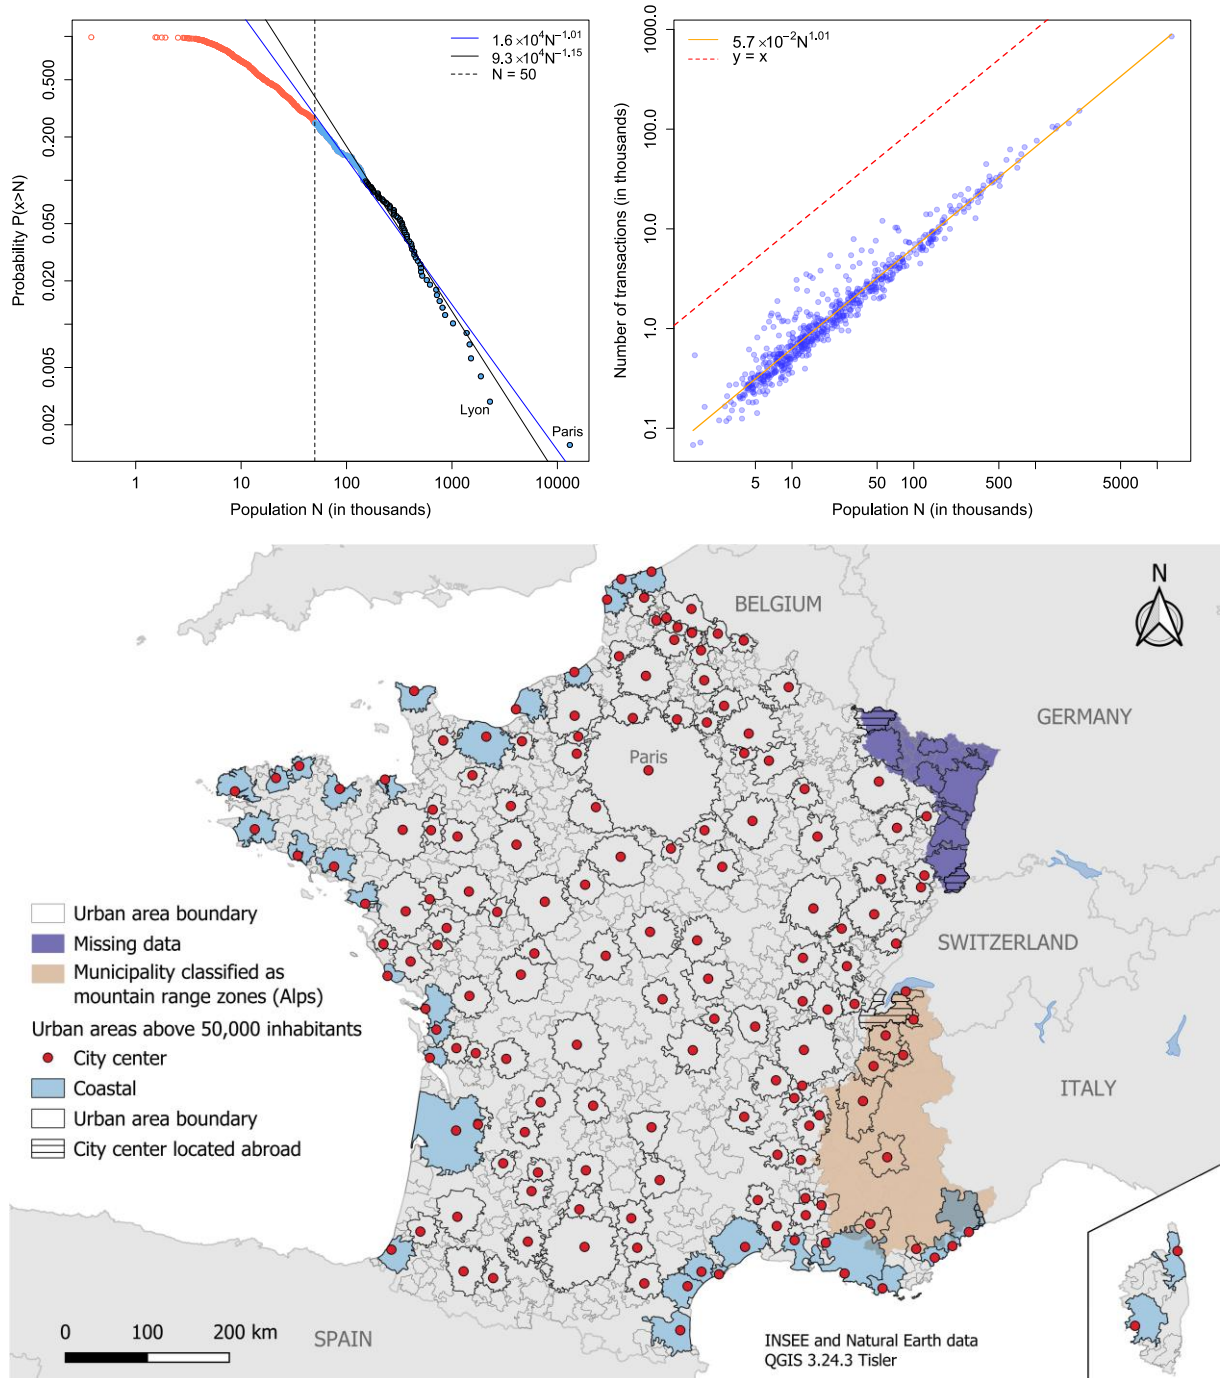 1.6 ×10⁴N⁻¹·⁰¹
9.3 ×10⁴N⁻¹·¹⁵
N = 50
Probability P(x>N)
0.500
0.200
0.050
0.020
0.005
0.002
Lyon
Paris
1
10
100
1000
10000
Population N (in thousands)
5.7 ×10⁻²N¹·⁰¹
y = x
Number of transactions (in thousands)
1000.0
100.0
10.0
1.0
0.1
5
10
50
100
500
5000
Population N (in thousands)
N
BELGIUM
GERMANY
Paris
SWITZERLAND
ITALY
SPAIN
Urban area boundary
Missing data
Municipality classified as
mountain range zones (Alps)
Urban areas above 50,000 inhabitants
City center
Coastal
Urban area boundary
City center located abroad
0
100
200 km
INSEE and Natural Earth data
QGIS 3.24.3 Tisler